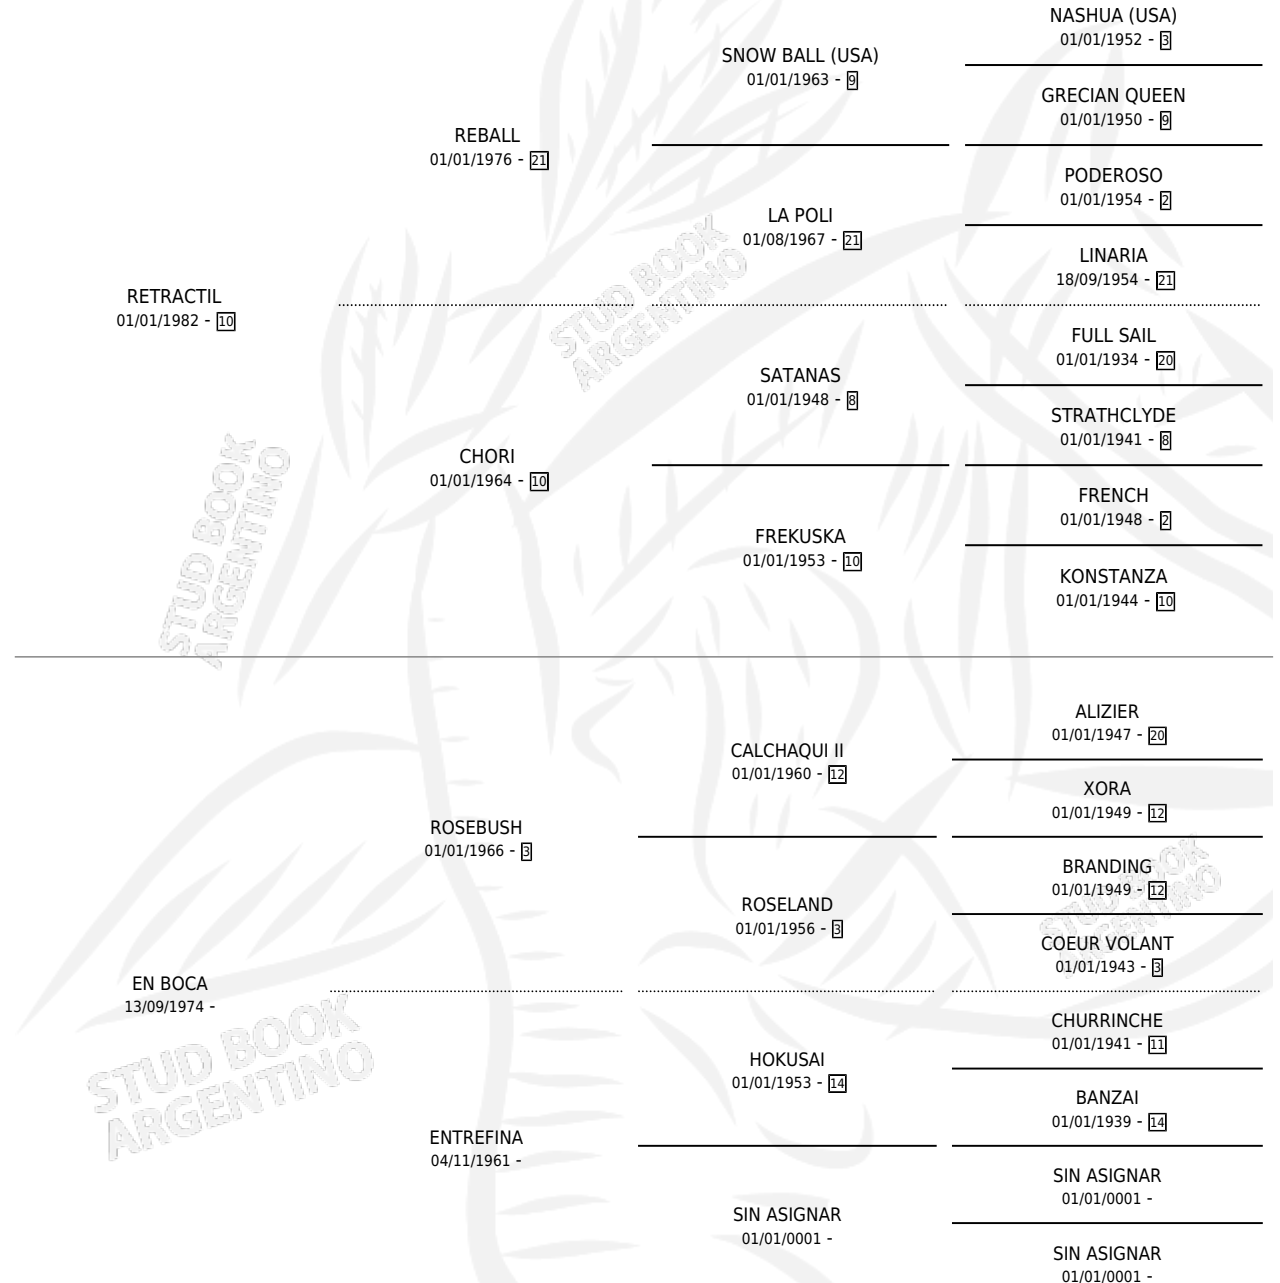 NASHUA (USA)
01/01/1952 - 3
SNOW BALL (USA)
01/01/1963 - 9
GRECIAN QUEEN
01/01/1950 - 9
REBALL
01/01/1976 - 21
PODEROSO
01/01/1954 - 2
LA POLI
01/08/1967 - 21
LINARIA
18/09/1954 - 21
RETRACTIL
01/01/1982 - 10
FULL SAIL
01/01/1934 - 20
SATANAS
01/01/1948 - 8
STRATHCLYDE
01/01/1941 - 8
CHORI
01/01/1964 - 10
FRENCH
01/01/1948 - 2
FREKUSKA
01/01/1953 - 10
KONSTANZA
01/01/1944 - 10
ALIZIER
01/01/1947 - 20
CALCHAQUI II
01/01/1960 - 12
XORA
01/01/1949 - 12
ROSEBUSH
01/01/1966 - 3
BRANDING
01/01/1949 - 12
ROSELAND
01/01/1956 - 3
COEUR VOLANT
01/01/1943 - 3
EN BOCA
13/09/1974 -
CHURRINCHE
01/01/1941 - 11
HOKUSAI
01/01/1953 - 14
BANZAI
01/01/1939 - 14
ENTREFINA
04/11/1961 -
SIN ASIGNAR
01/01/0001 -
SIN ASIGNAR
01/01/0001 -
SIN ASIGNAR
01/01/0001 -
STUD BOOK
ARGENTINO
STUD BOOK
ARGENTINO
STUD BOOK
ARGENTINO
STUD BOOK
ARGENTINO